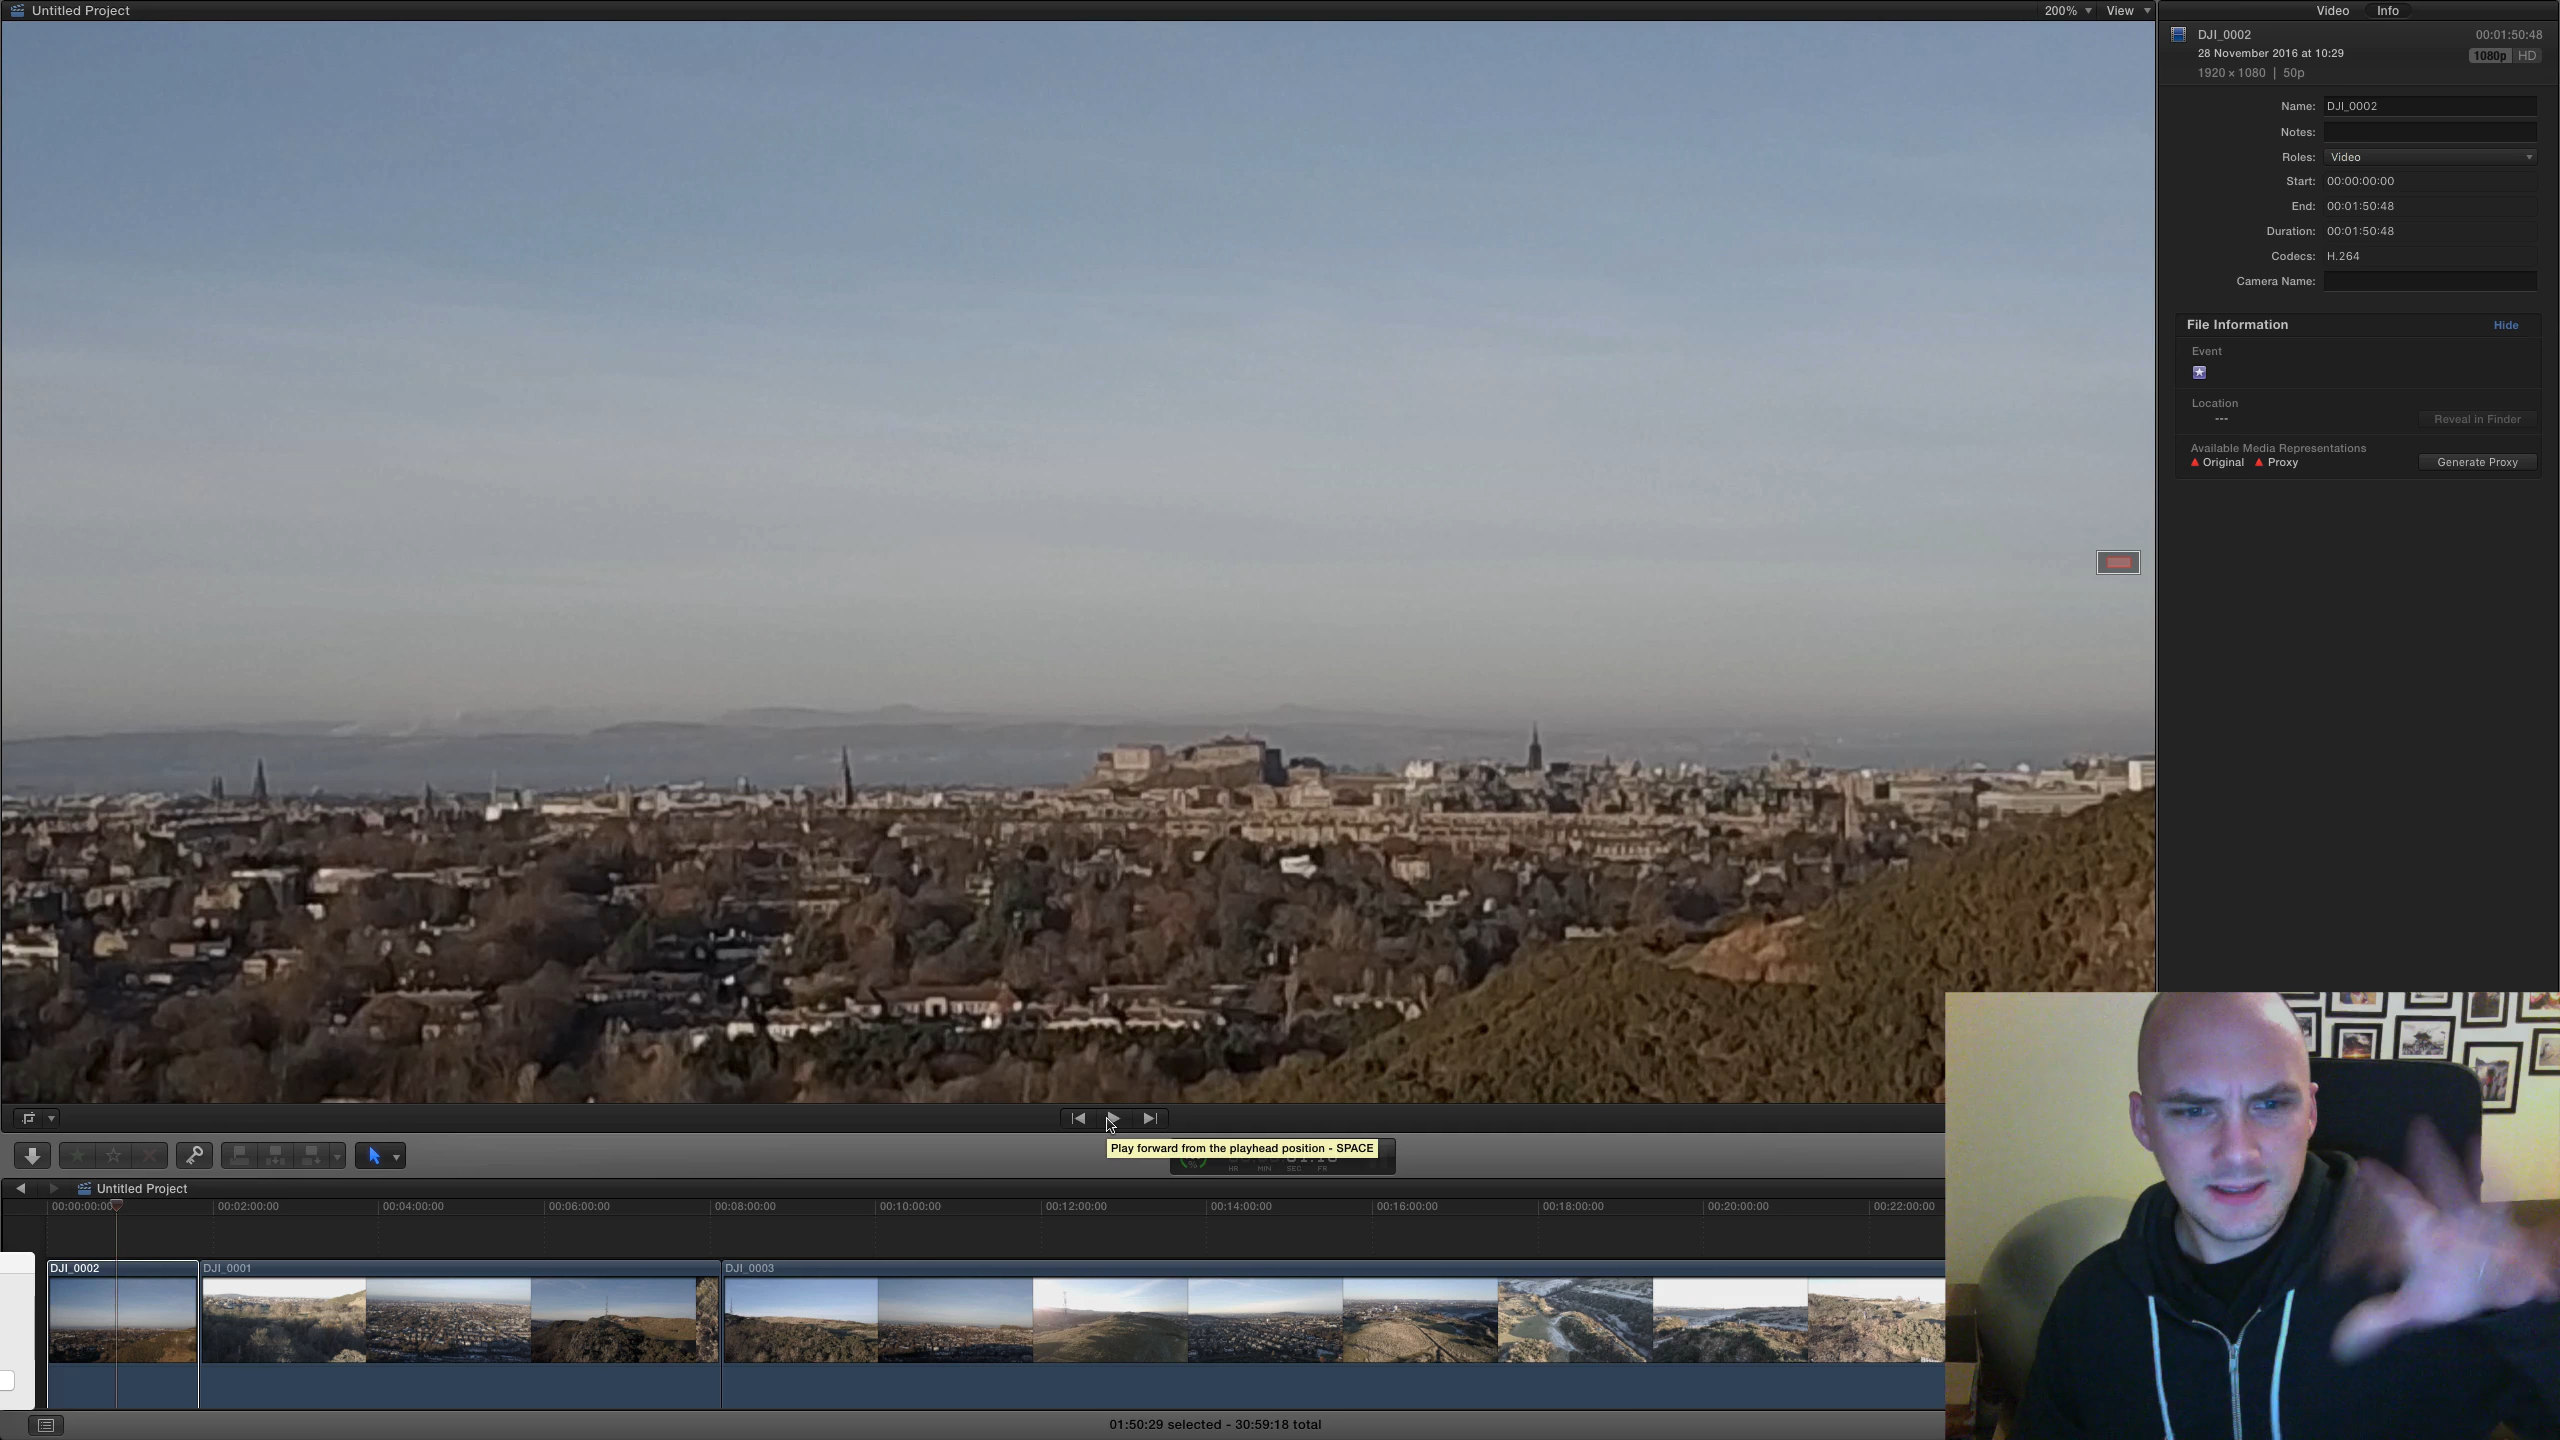 Untitled Project
200% View
Video Info
DJI_0002 00:01:50:48
28 November 2016 at 10:29 1080p HD
1920 × 1080 | 50p
Name: DJI_0002
Notes:
Roles: Video
Start: 00:00:00:00
End: 00:01:50:48
Duration: 00:01:50:48
Codecs: H.264
Camera Name:
File Information Hide
Event
Location
--- Reveal in Finder
Available Media Representations
Original Proxy Generate Proxy
Play forward from the playhead position - SPACE
HR MIN SEC FR
Untitled Project
00:00:00:00 00:02:00:00 00:04:00:00 00:06:00:00 00:08:00:00 00:10:00:00 00:12:00:00 00:14:00:00 00:16:00:00 00:18:00:00 00:20:00:00 00:22:00:00
DJI_0002 DJI_0001 DJI_0003
01:50:29 selected - 30:59:18 total